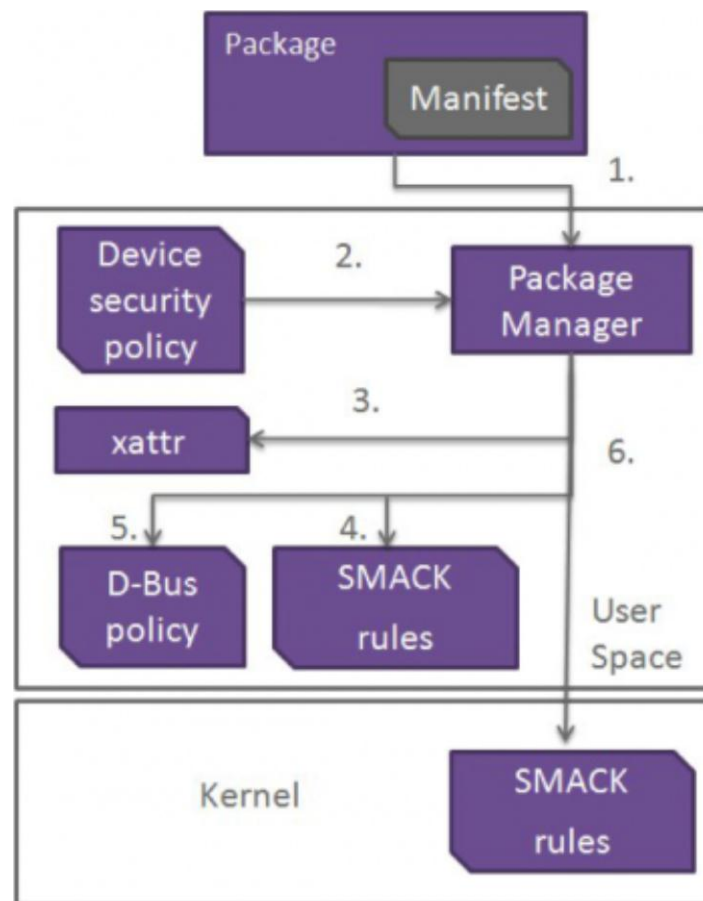 Package
Manifest
1.
Device
security
policy
2.
Package
Manager
3.
xattr
6.
5.
4.
D-Bus
policy
SMACK
rules
User
Space
Kernel
SMACK
rules